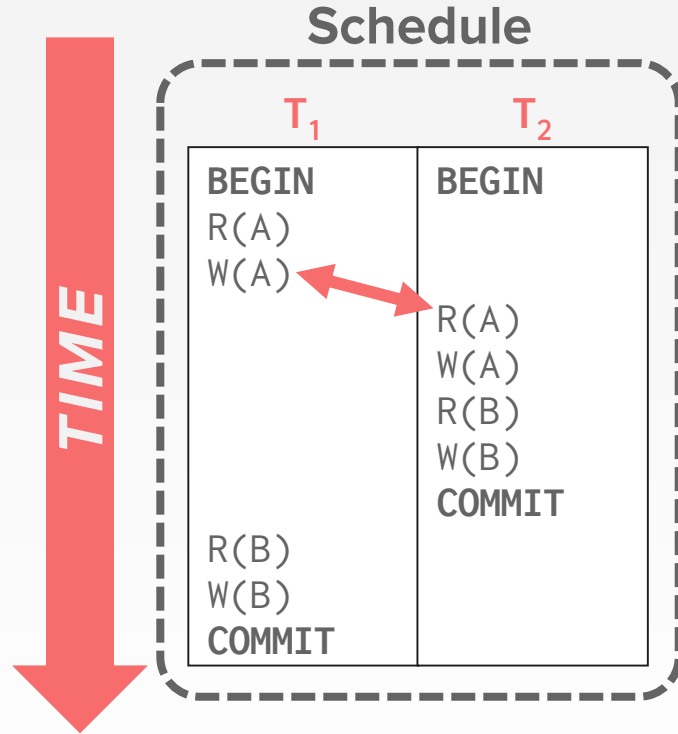 Schedule
TIME
T₁ T₂
BEGIN BEGIN
R(A)
W(A)
R(A)
W(A)
R(B)
W(B)
COMMIT
R(B)
W(B)
COMMIT